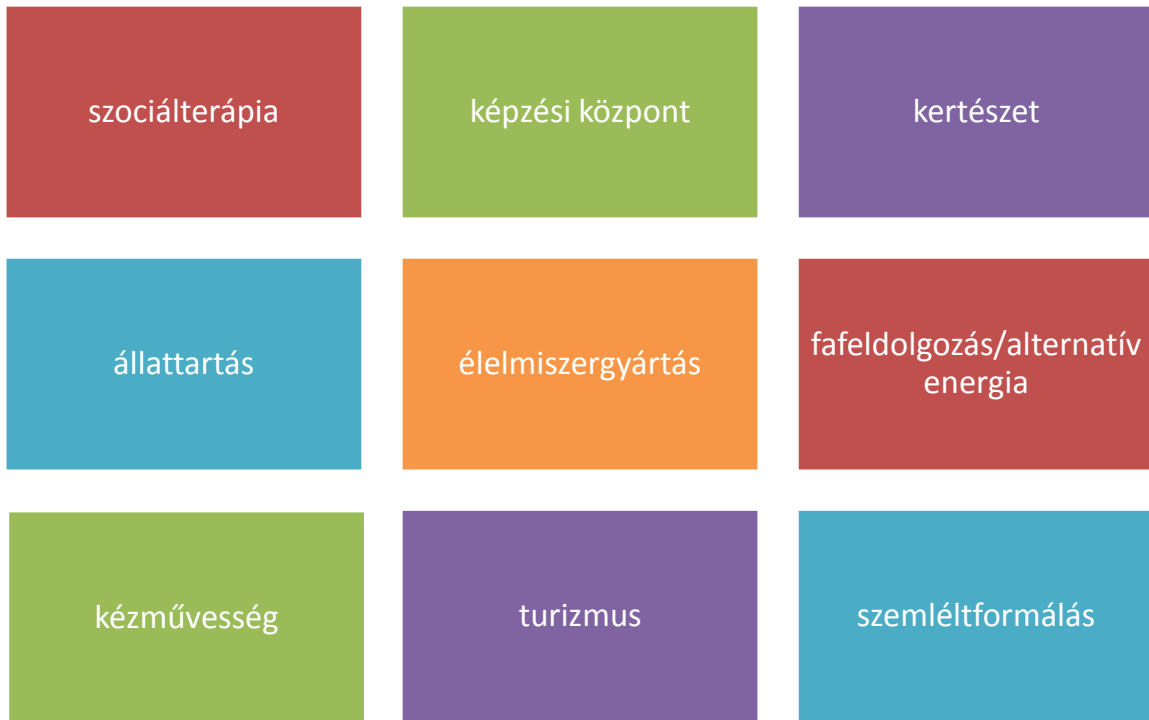 szociálterápia
képzési központ
kertészet
állattartás
élelmiszergyártás
fafeldolgozás/alternatív
energia
kézművesség
turizmus
szemléltformálás